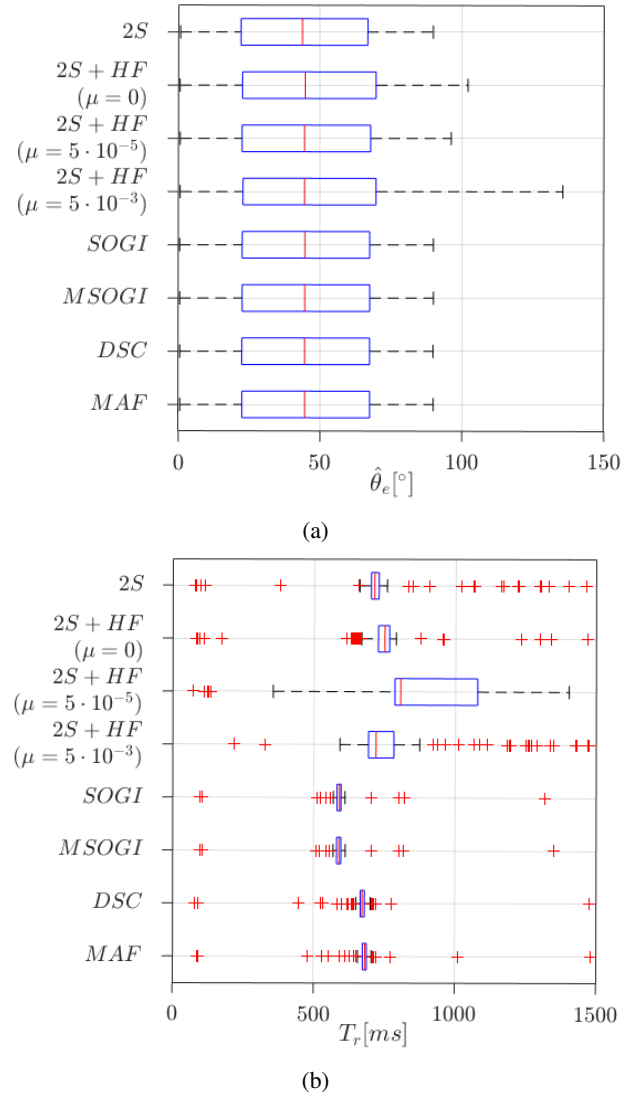 2S
2S + HF
(μ = 0)
2S + HF
(μ = 5 · 10⁻⁵)
2S + HF
(μ = 5 · 10⁻³)
SOGI
MSOGI
DSC
MAF
0 50 100 150
θ̂ₑ[°]
(a)
2S
2S + HF
(μ = 0)
2S + HF
(μ = 5 · 10⁻⁵)
2S + HF
(μ = 5 · 10⁻³)
SOGI
MSOGI
DSC
MAF
0 500 1000 1500
Tᵣ[ms]
(b)